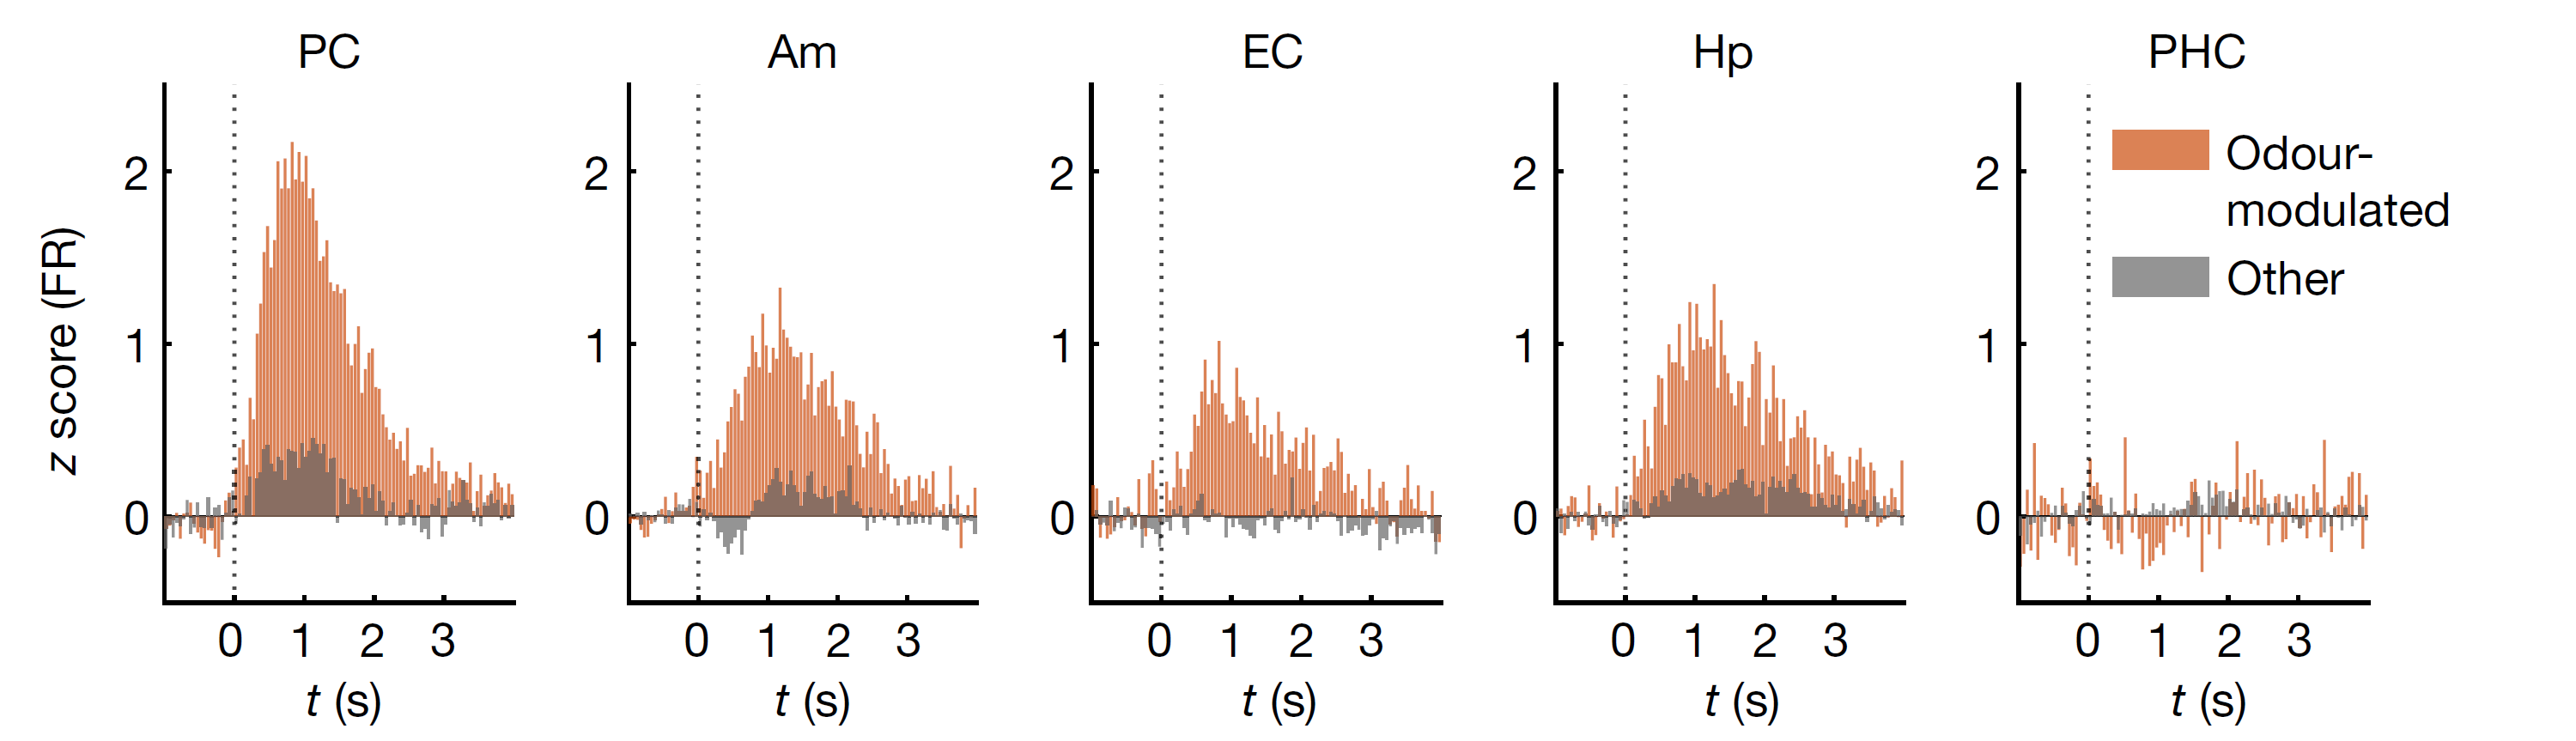 PC
Am
EC
Hp
PHC
z score (FR)
2
1
0
0 1 2 3
t (s)
2
1
0
0 1 2 3
t (s)
2
1
0
0 1 2 3
t (s)
2
1
0
0 1 2 3
t (s)
2
1
0
0 1 2 3
t (s)
Odour-
modulated
Other